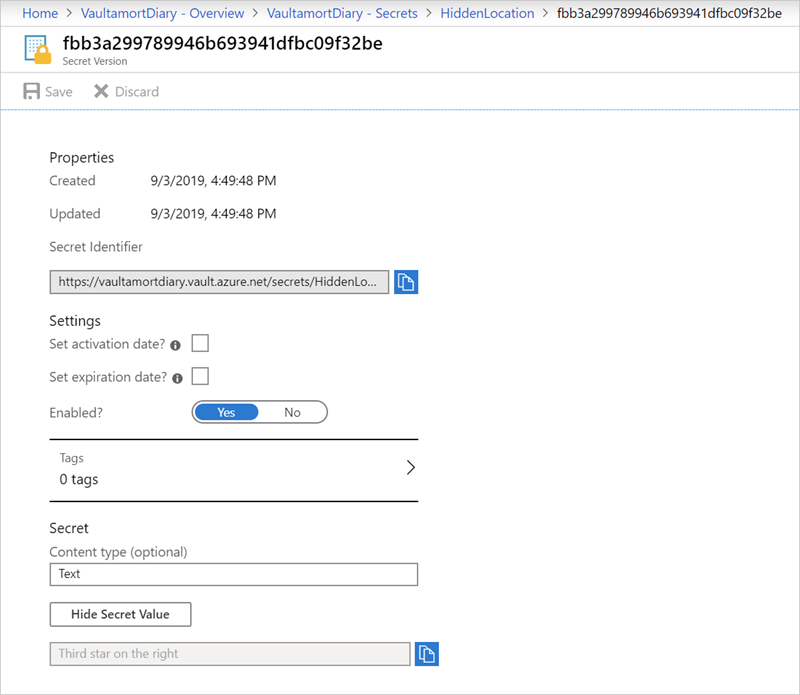 Home > VaultamortDiary - Overview > VaultamortDiary - Secrets > HiddenLocation > fbb3a299789946b693941dfbc09f32be
fbb3a299789946b693941dfbc09f32be
Secret Version
Save Discard
Properties
Created 9/3/2019, 4:49:48 PM
Updated 9/3/2019, 4:49:48 PM
Secret Identifier
https://vaultamortdiary.vault.azure.net/secrets/HiddenLo...
Settings
Set activation date?
Set expiration date?
Enabled? Yes No
Tags
0 tags
Secret
Content type (optional)
Text
Hide Secret Value
Third star on the right